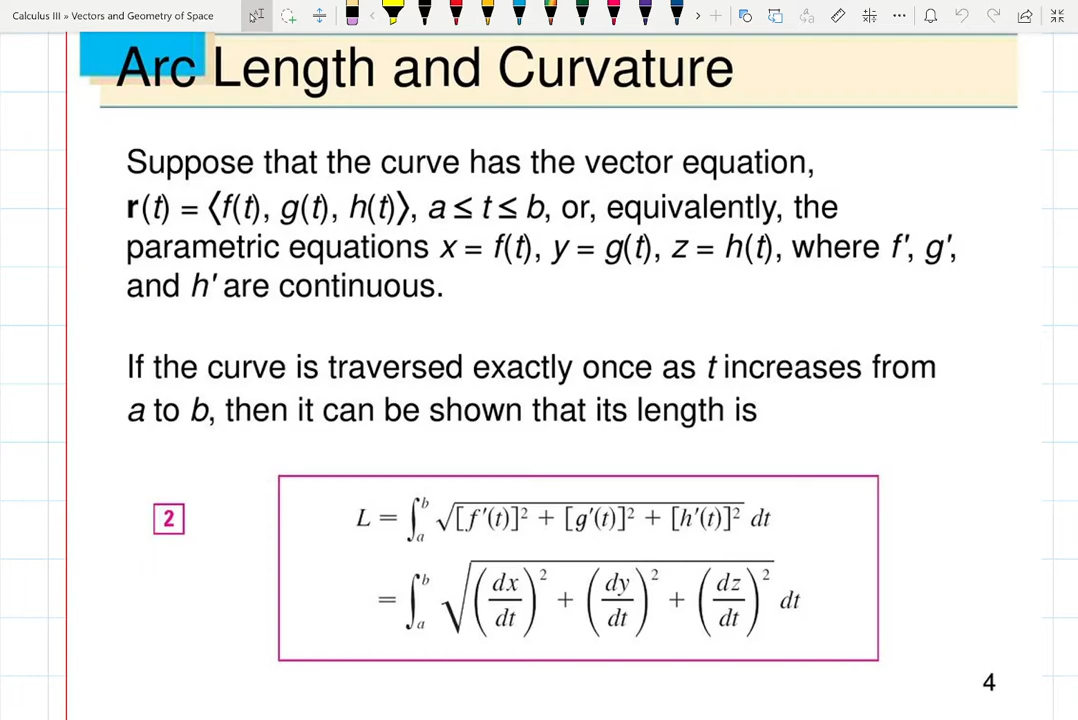 Calculus III » Vectors and Geometry of Space
Arc Length and Curvature
Suppose that the curve has the vector equation,
r(t) = ⟨f(t), g(t), h(t)⟩, a ≤ t ≤ b, or, equivalently, the
parametric equations x = f(t), y = g(t), z = h(t), where f′, g′,
and h′ are continuous.
If the curve is traversed exactly once as t increases from
a to b, then it can be shown that its length is
2
L = ∫_a^b √([f′(t)]² + [g′(t)]² + [h′(t)]²) dt
= ∫_a^b √((dx/dt)² + (dy/dt)² + (dz/dt)²) dt
4